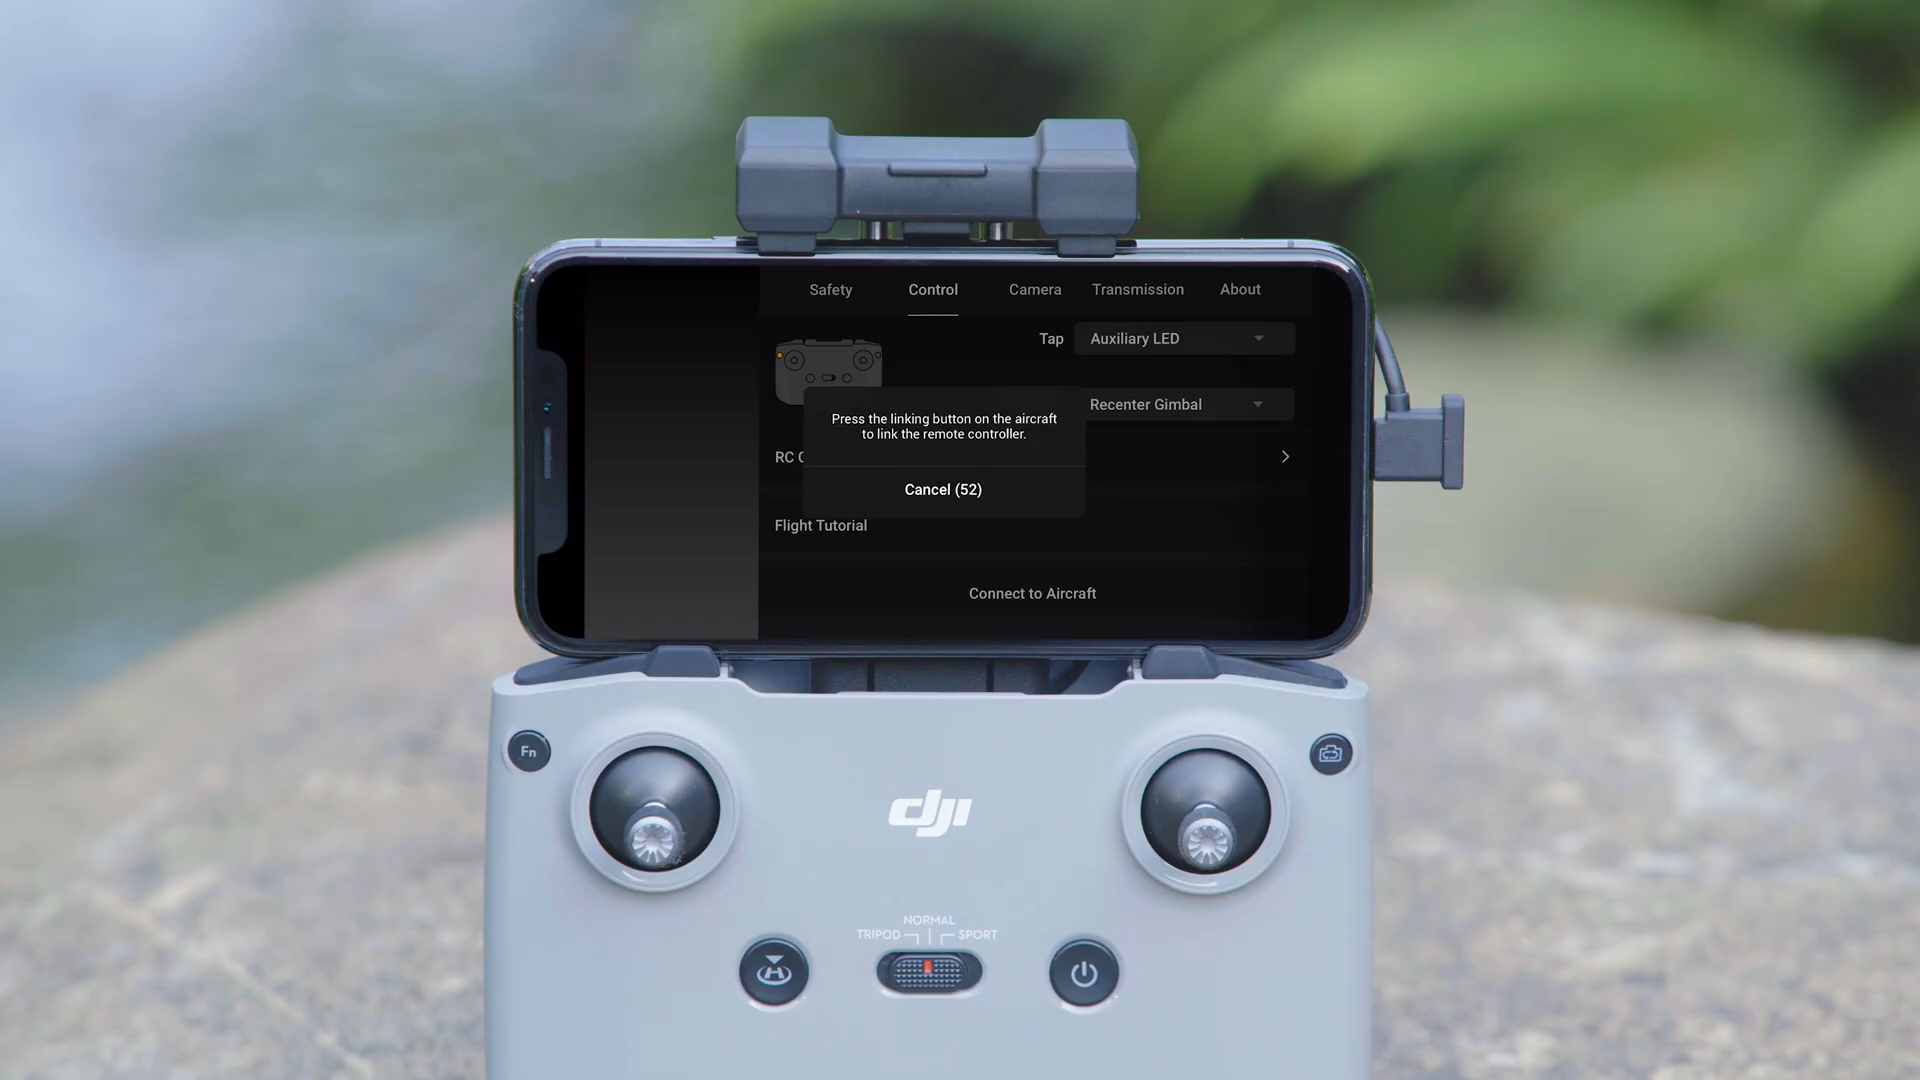 Safety Control Camera Transmission About
Tap Auxiliary LED
Recenter Gimbal
Press the linking button on the aircraft
to link the remote controller.
RC
Cancel (52)
Flight Tutorial
Connect to Aircraft
Fn
dji
NORMAL
TRIPOD SPORT